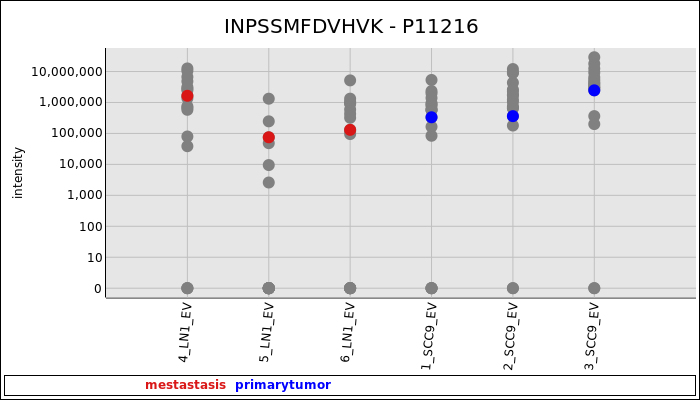 INPSSMFDVHVK - P11216
intensity
10,000,000
1,000,000
100,000
10,000
1,000
100
10
0
4_LN1_EV
5_LN1_EV
6_LN1_EV
1_SCC9_EV
2_SCC9_EV
3_SCC9_EV
mestastasis primarytumor